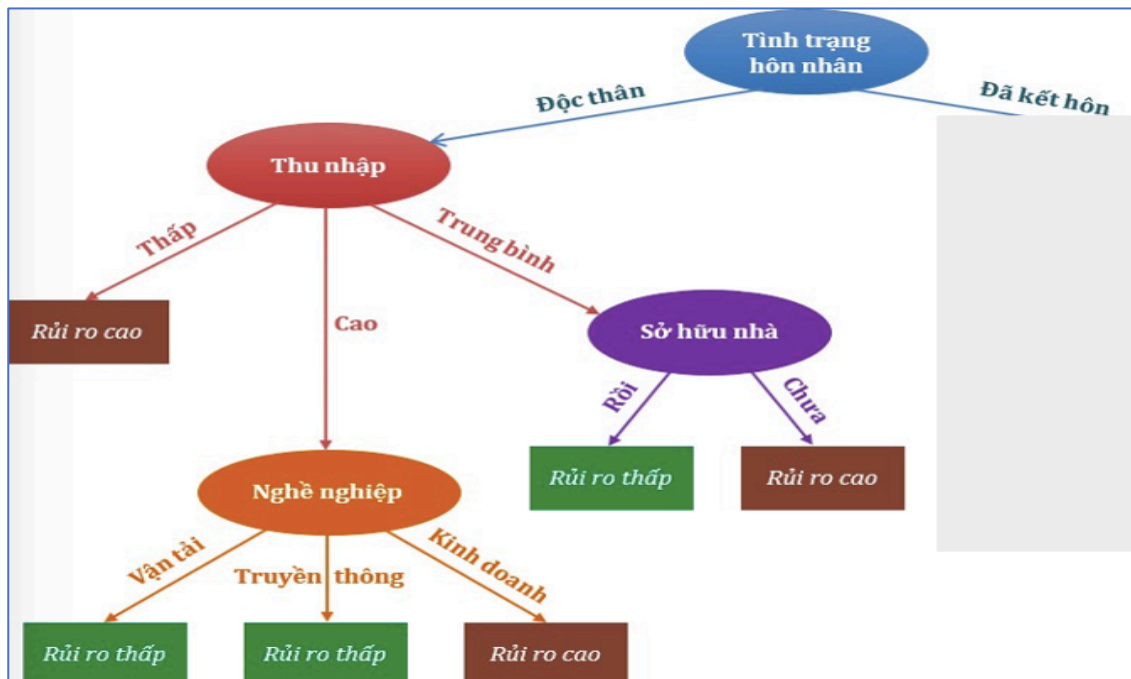 Tình trạng
hôn nhân
Độc thân
Đã kết hôn
Thu nhập
Thấp
Cao
Trung bình
Rủi ro cao
Sở hữu nhà
Rồi
Chưa
Rủi ro thấp
Rủi ro cao
Nghề nghiệp
Vận tải
Truyền thông
Kinh doanh
Rủi ro thấp
Rủi ro thấp
Rủi ro cao